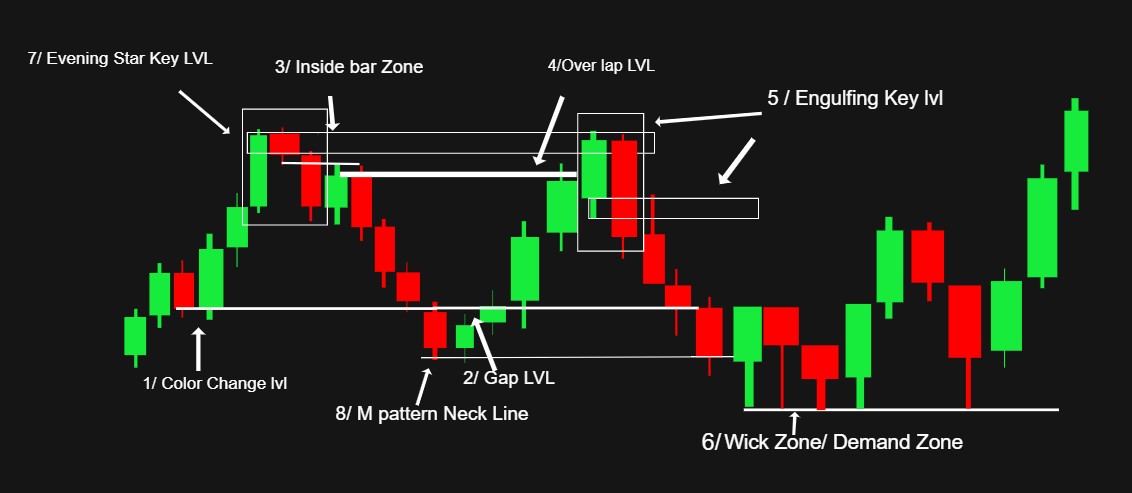 7/ Evening Star Key LVL
3/ Inside bar Zone
4/Over lap LVL
5 / Engulfing Key lvl
1/ Color Change lvl
2/ Gap LVL
8/ M pattern Neck Line
6/ Wick Zone/ Demand Zone